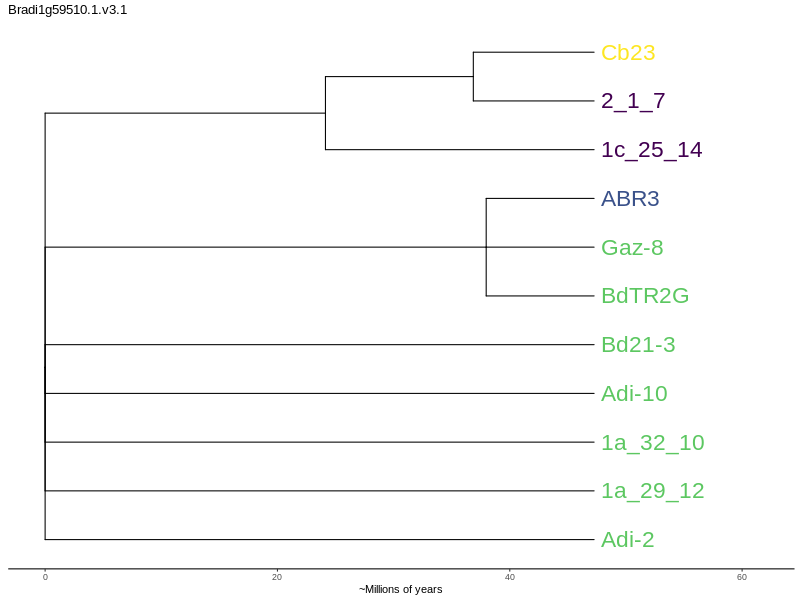 Bradi1g59510.1.v3.1
Cb23
2_1_7
1c_25_14
ABR3
Gaz-8
BdTR2G
Bd21-3
Adi-10
1a_32_10
1a_29_12
Adi-2
0 20 40 60
~Millions of years